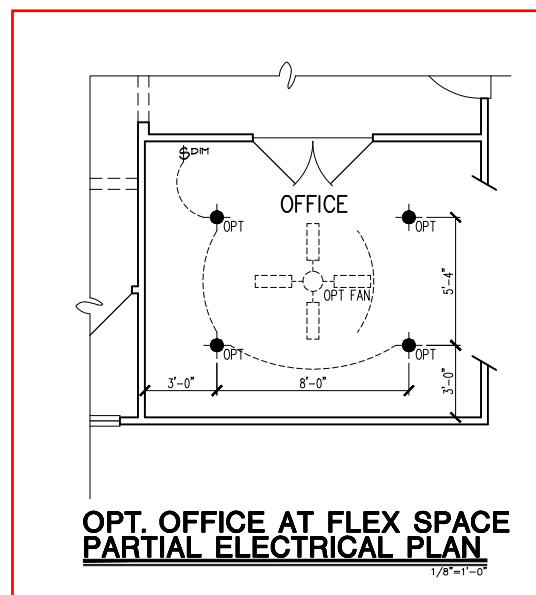 $DIM
OFFICE
OPT
OPT
OPT FAN
5'-4"
OPT
OPT
3'-0"
8'-0"
3'-0"
OPT. OFFICE AT FLEX SPACE
PARTIAL ELECTRICAL PLAN
1/8"=1'-0"